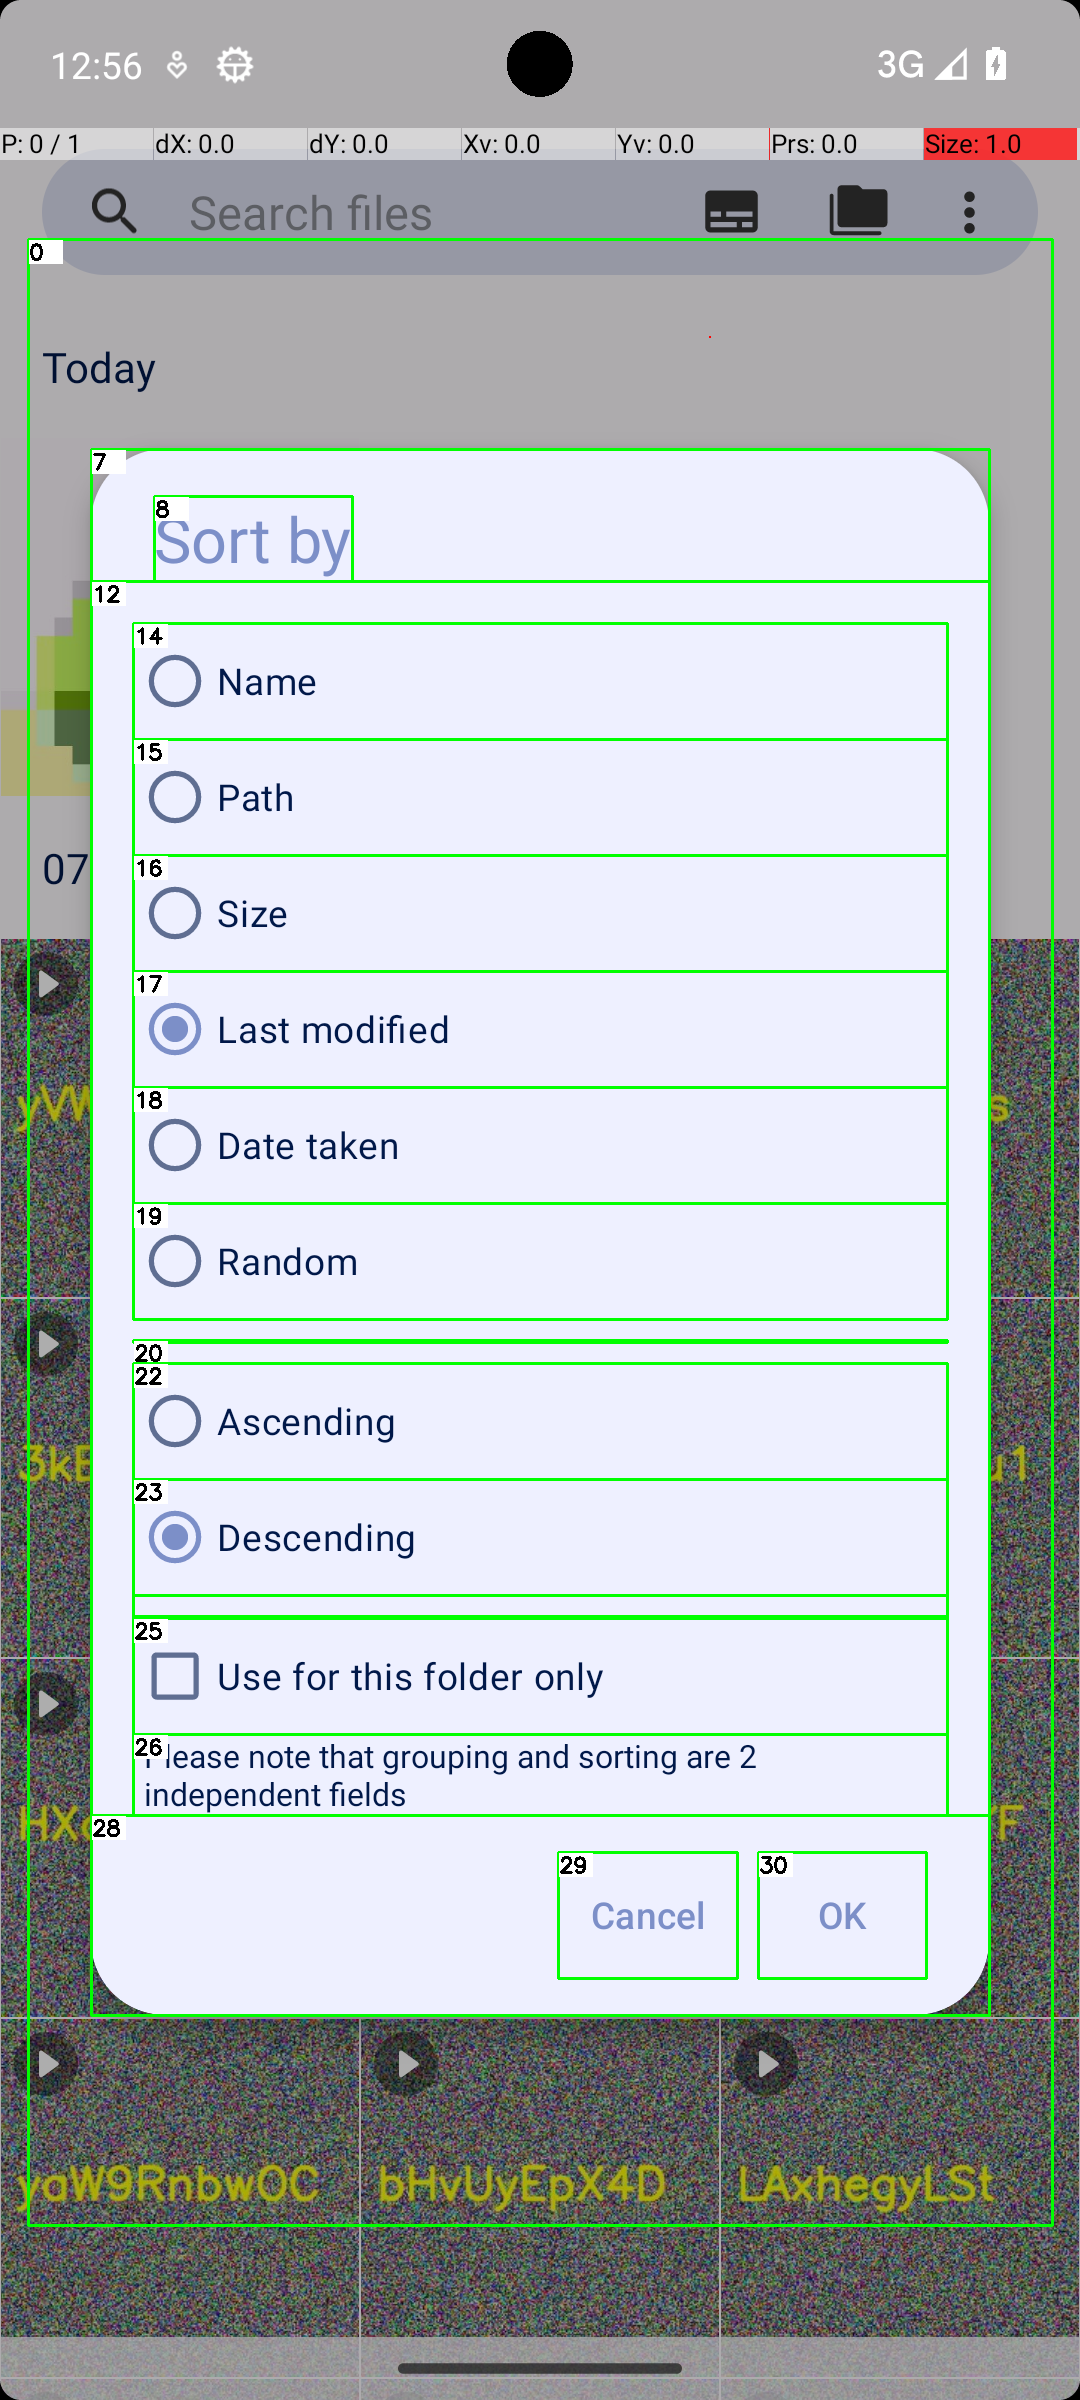 12:56
3G
P: 0 / 1
dX: 0.0
dY: 0.0
Xv: 0.0
Yv: 0.0
Prs: 0.0
Size: 1.0
Search files
0
Today
7
8
Sort by
12
14
Name
15
Path
07
16
Size
17
Last modified
18
Date taken
19
Random
20
22
Ascending
23
Descending
25
Use for this folder only
26
Please note that grouping and sorting are 2
independent fields
28
29
Cancel
30
OK
yaW9RnbwOC
bHvUyEpX4D
LAxhegyLSt